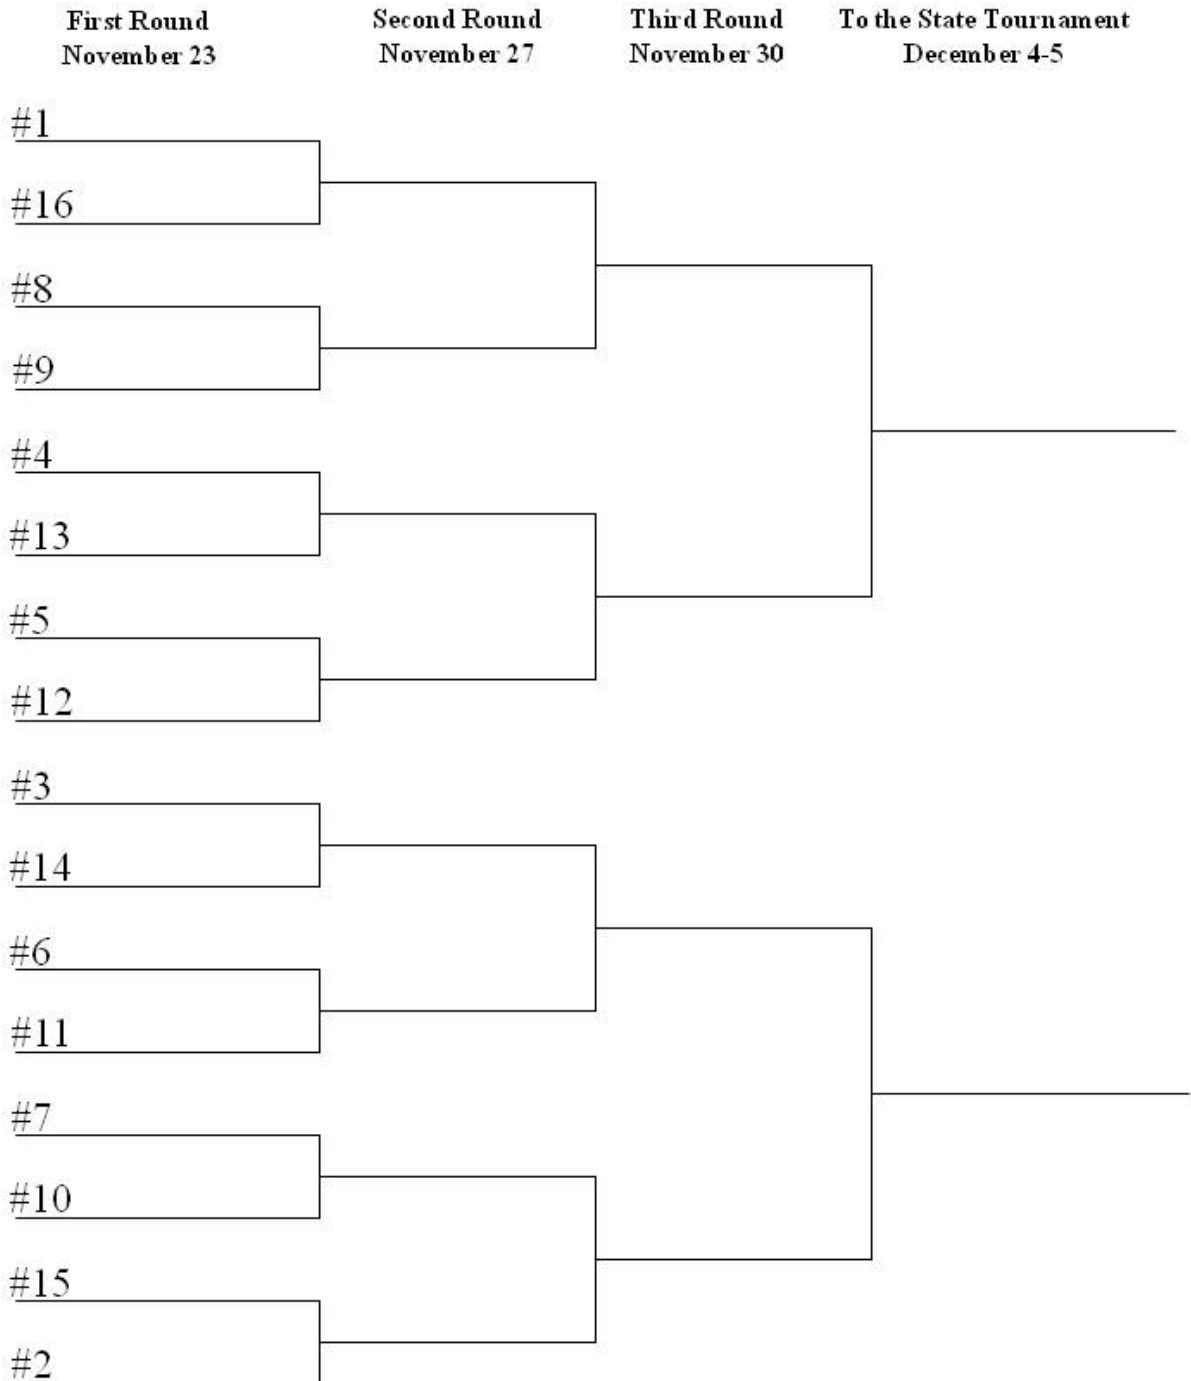 First Round
November 23
Second Round
November 27
Third Round
November 30
To the State Tournament
December 4-5
#1
#16
#8
#9
#4
#13
#5
#12
#3
#14
#6
#11
#7
#10
#15
#2